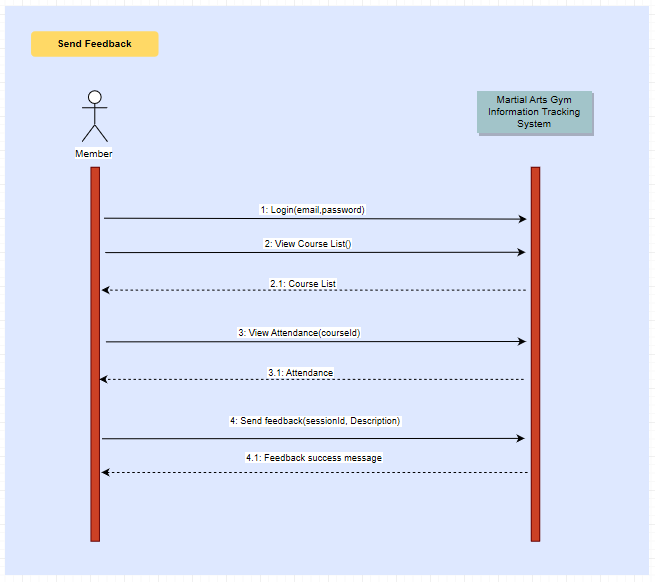 Send Feedback
Martial Arts Gym
Information Tracking
System
Member
1: Login(email,password)
2: View Course List()
2.1: Course List
3: View Attendance(courseId)
3.1: Attendance
4: Send feedback(sessionId, Description)
4.1: Feedback success message